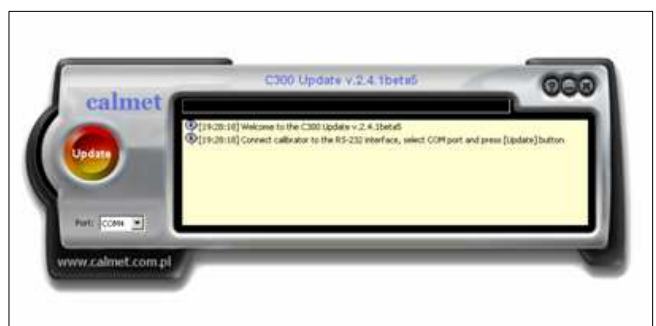 C300 Update v.2.4.1beta5
calmet
[19:28:18] Welcome to the C300 Update v.2.4.1beta5
[19:28:18] Connect calibrator to the RS-232 interface, select COM port and press [Update] button
Update
Port: COM4
www.calmet.com.pl